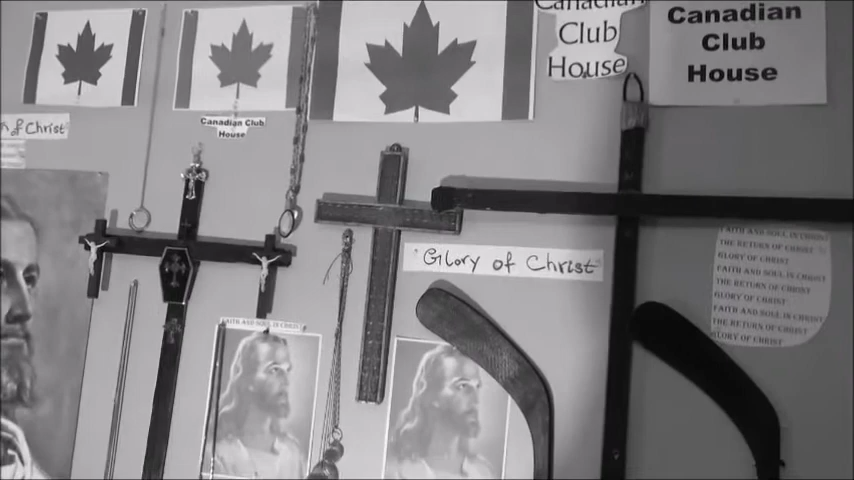 Canadian
Club
House
Canadian
Club
House
Canadian Club
House
of Christ
"Glory of Christ"
FAITH AND SOUL IN CHRIST
THE RETURN OF CHRIST
GLORY OF CHRIST
FAITH AND SOUL IN CHRIST
THE RETURN OF CHRIST
GLORY OF CHRIST
FAITH AND SOUL IN CHRIST
THE RETURN OF CHRIST
GLORY OF CHRIST
FAITH AND SOUL IN CHRIST